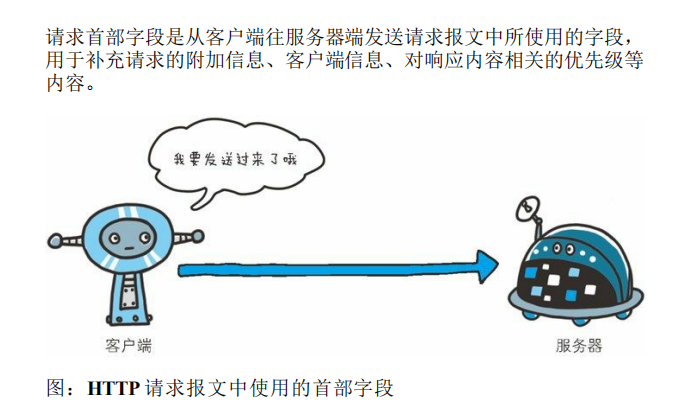 请求首部字段是从客户端往服务器端发送请求报文中所使用的字段，
用于补充请求的附加信息、客户端信息、对响应内容相关的优先级等
内容。
我要发送过来了哦
客户端
服务器
图：HTTP 请求报文中使用的首部字段